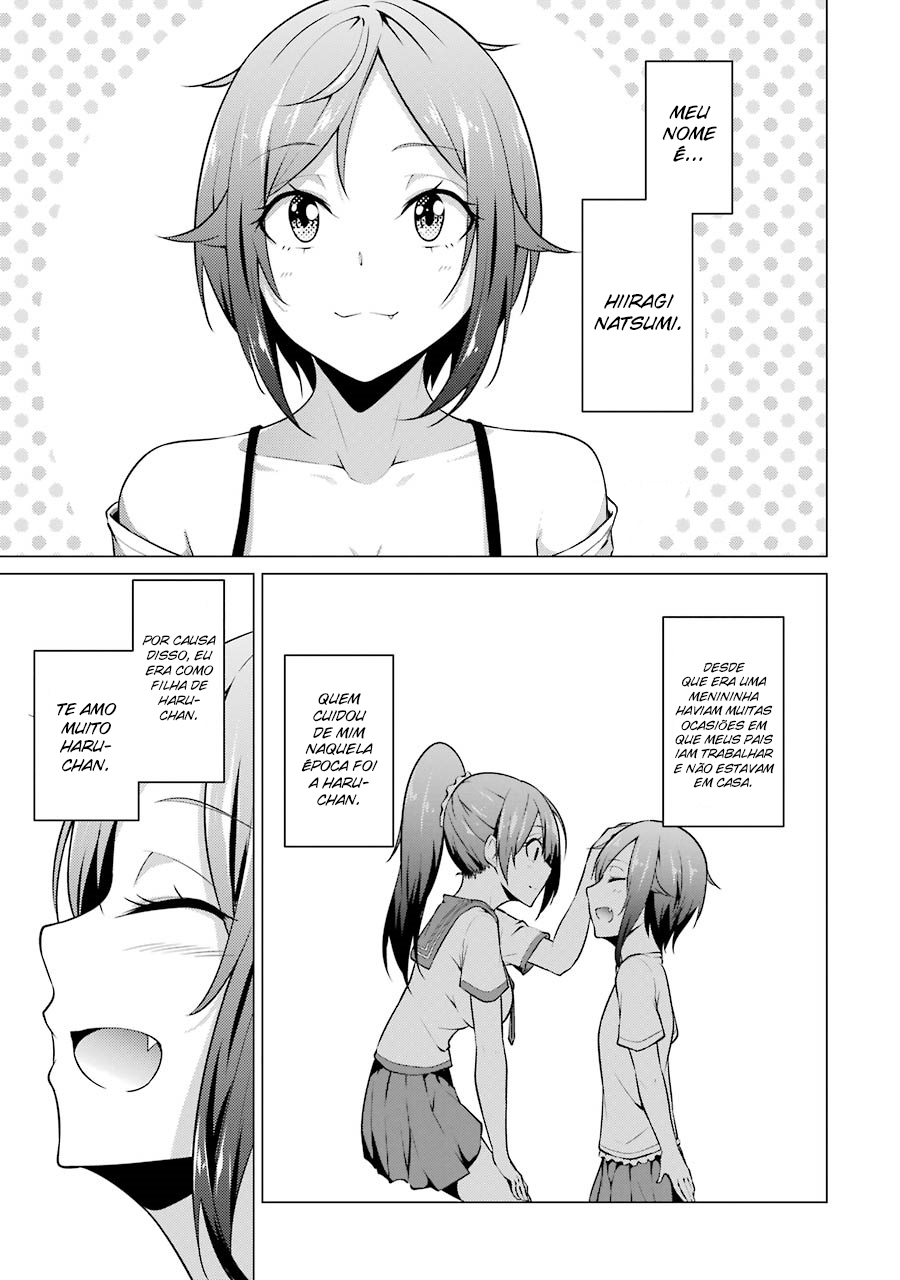 MEU
NOME
É...
HIIRAGI
NATSUMI.
DESDE
QUE ERA UMA
MENININHA
HAVIAM MUITAS
OCASIÕES EM
QUE MEUS PAIS
IAM TRABALHAR
E NÃO ESTAVAM
EM CASA.
QUEM
CUIDOU
DE MIM
NAQUELA
ÉPOCA FOI
A HARU-
CHAN.
POR CAUSA
DISSO, EU
ERA COMO
FILHA DE
HARU-
CHAN.
TE AMO
MUITO
HARU-
CHAN.